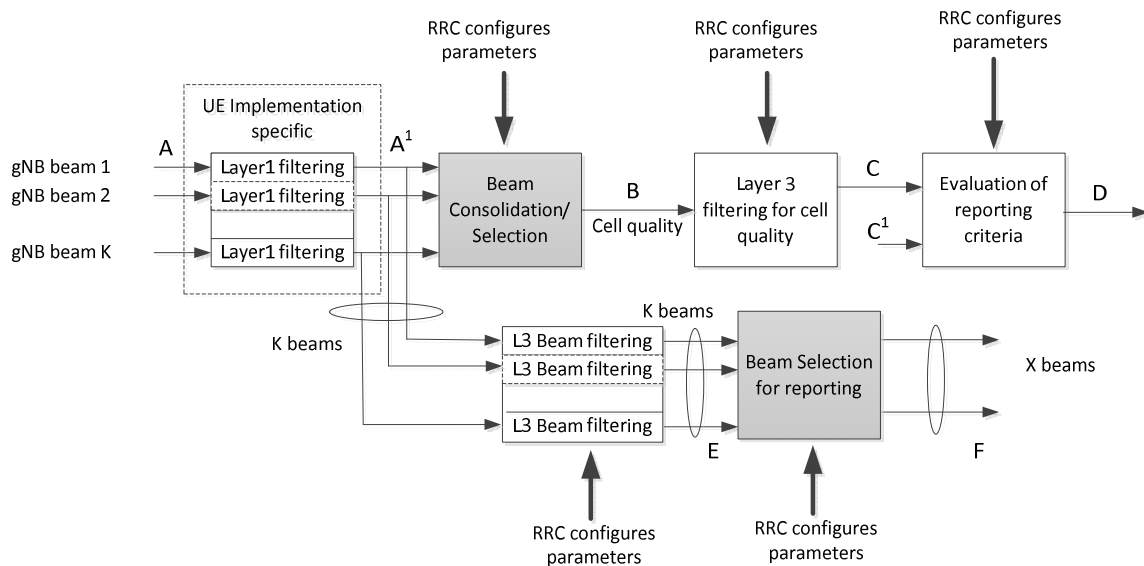 RRC configures
parameters
RRC configures
parameters
RRC configures
parameters
UE Implementation
specific
A
A¹
gNB beam 1
gNB beam 2
gNB beam K
Layer1 filtering
Layer1 filtering
Layer1 filtering
Beam
Consolidation/
Selection
B
Cell quality
Layer 3
filtering for cell
quality
C
C¹
Evaluation of
reporting
criteria
D
K beams
L3 Beam filtering
L3 Beam filtering
L3 Beam filtering
K beams
E
Beam Selection
for reporting
X beams
F
RRC configures
parameters
RRC configures
parameters